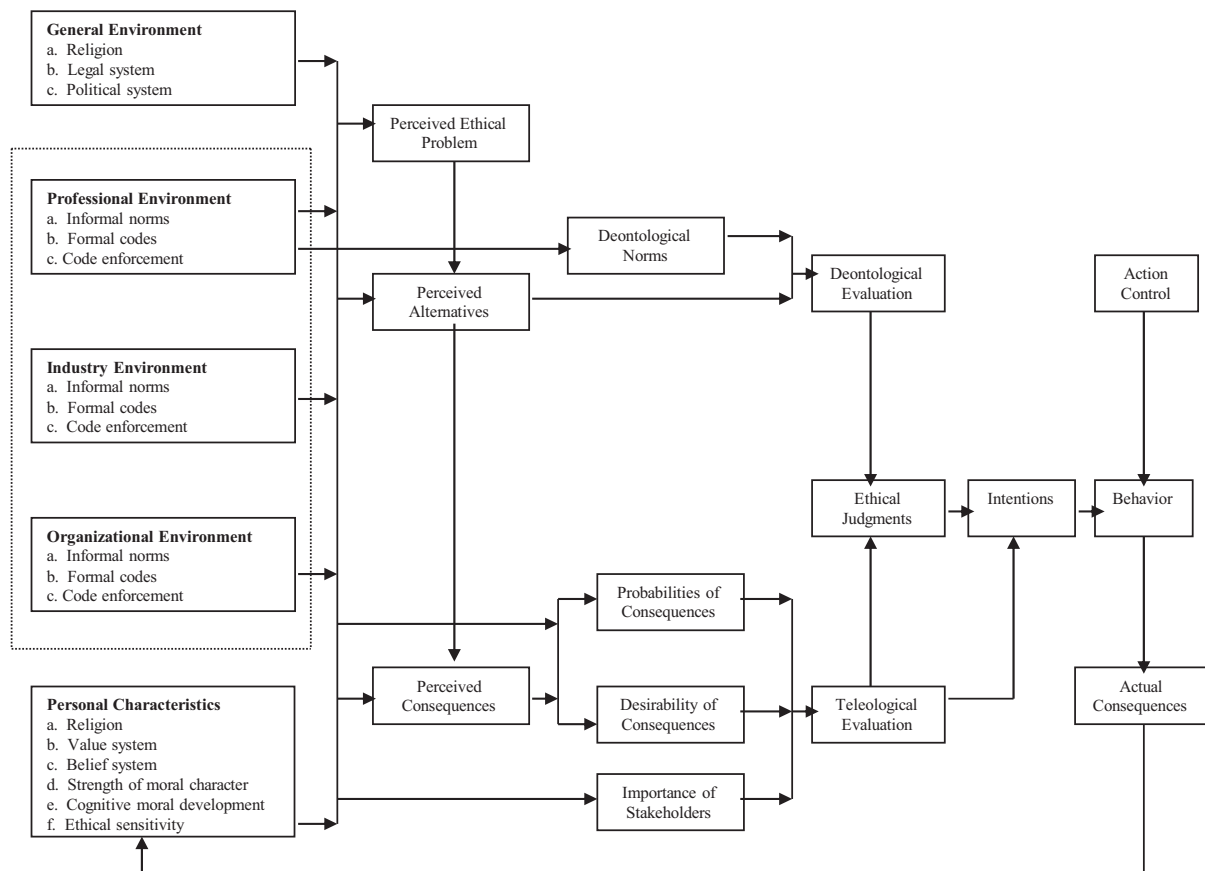 General Environment
a. Religion
b. Legal system
c. Political system
Perceived Ethical
Problem
Professional Environment
a. Informal norms
b. Formal codes
c. Code enforcement
Deontological
Norms
Perceived
Alternatives
Deontological
Evaluation
Action
Control
Industry Environment
a. Informal norms
b. Formal codes
c. Code enforcement
Ethical
Judgments
Intentions
Behavior
Organizational Environment
a. Informal norms
b. Formal codes
c. Code enforcement
Probabilities of
Consequences
Perceived
Consequences
Desirability of
Consequences
Teleological
Evaluation
Actual
Consequences
Personal Characteristics
a. Religion
b. Value system
c. Belief system
d. Strength of moral character
e. Cognitive moral development
f. Ethical sensitivity
Importance of
Stakeholders